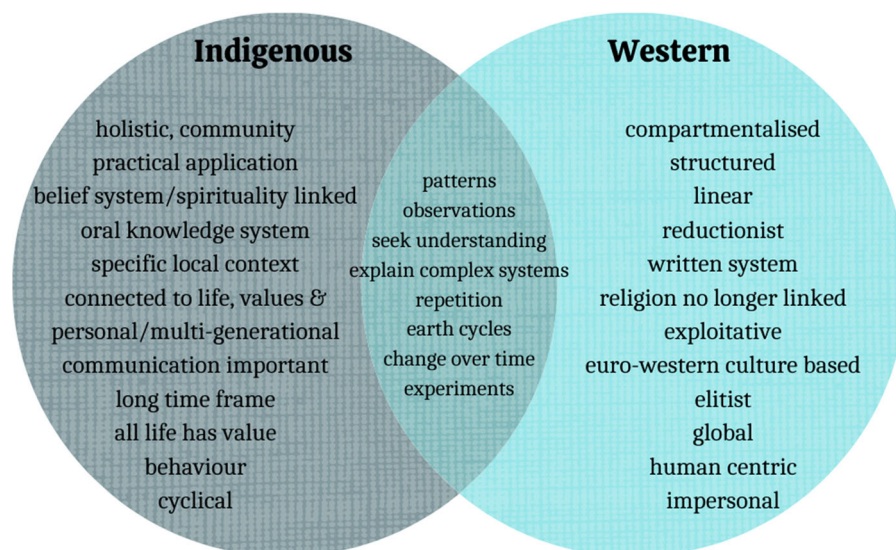 Indigenous
holistic, community
practical application
belief system/spirituality linked
oral knowledge system
specific local context
connected to life, values &
personal/multi-generational
communication important
long time frame
all life has value
behaviour
cyclical
patterns
observations
seek understanding
explain complex systems
repetition
earth cycles
change over time
experiments
Western
compartmentalised
structured
linear
reductionist
written system
religion no longer linked
exploitative
euro-western culture based
elitist
global
human centric
impersonal